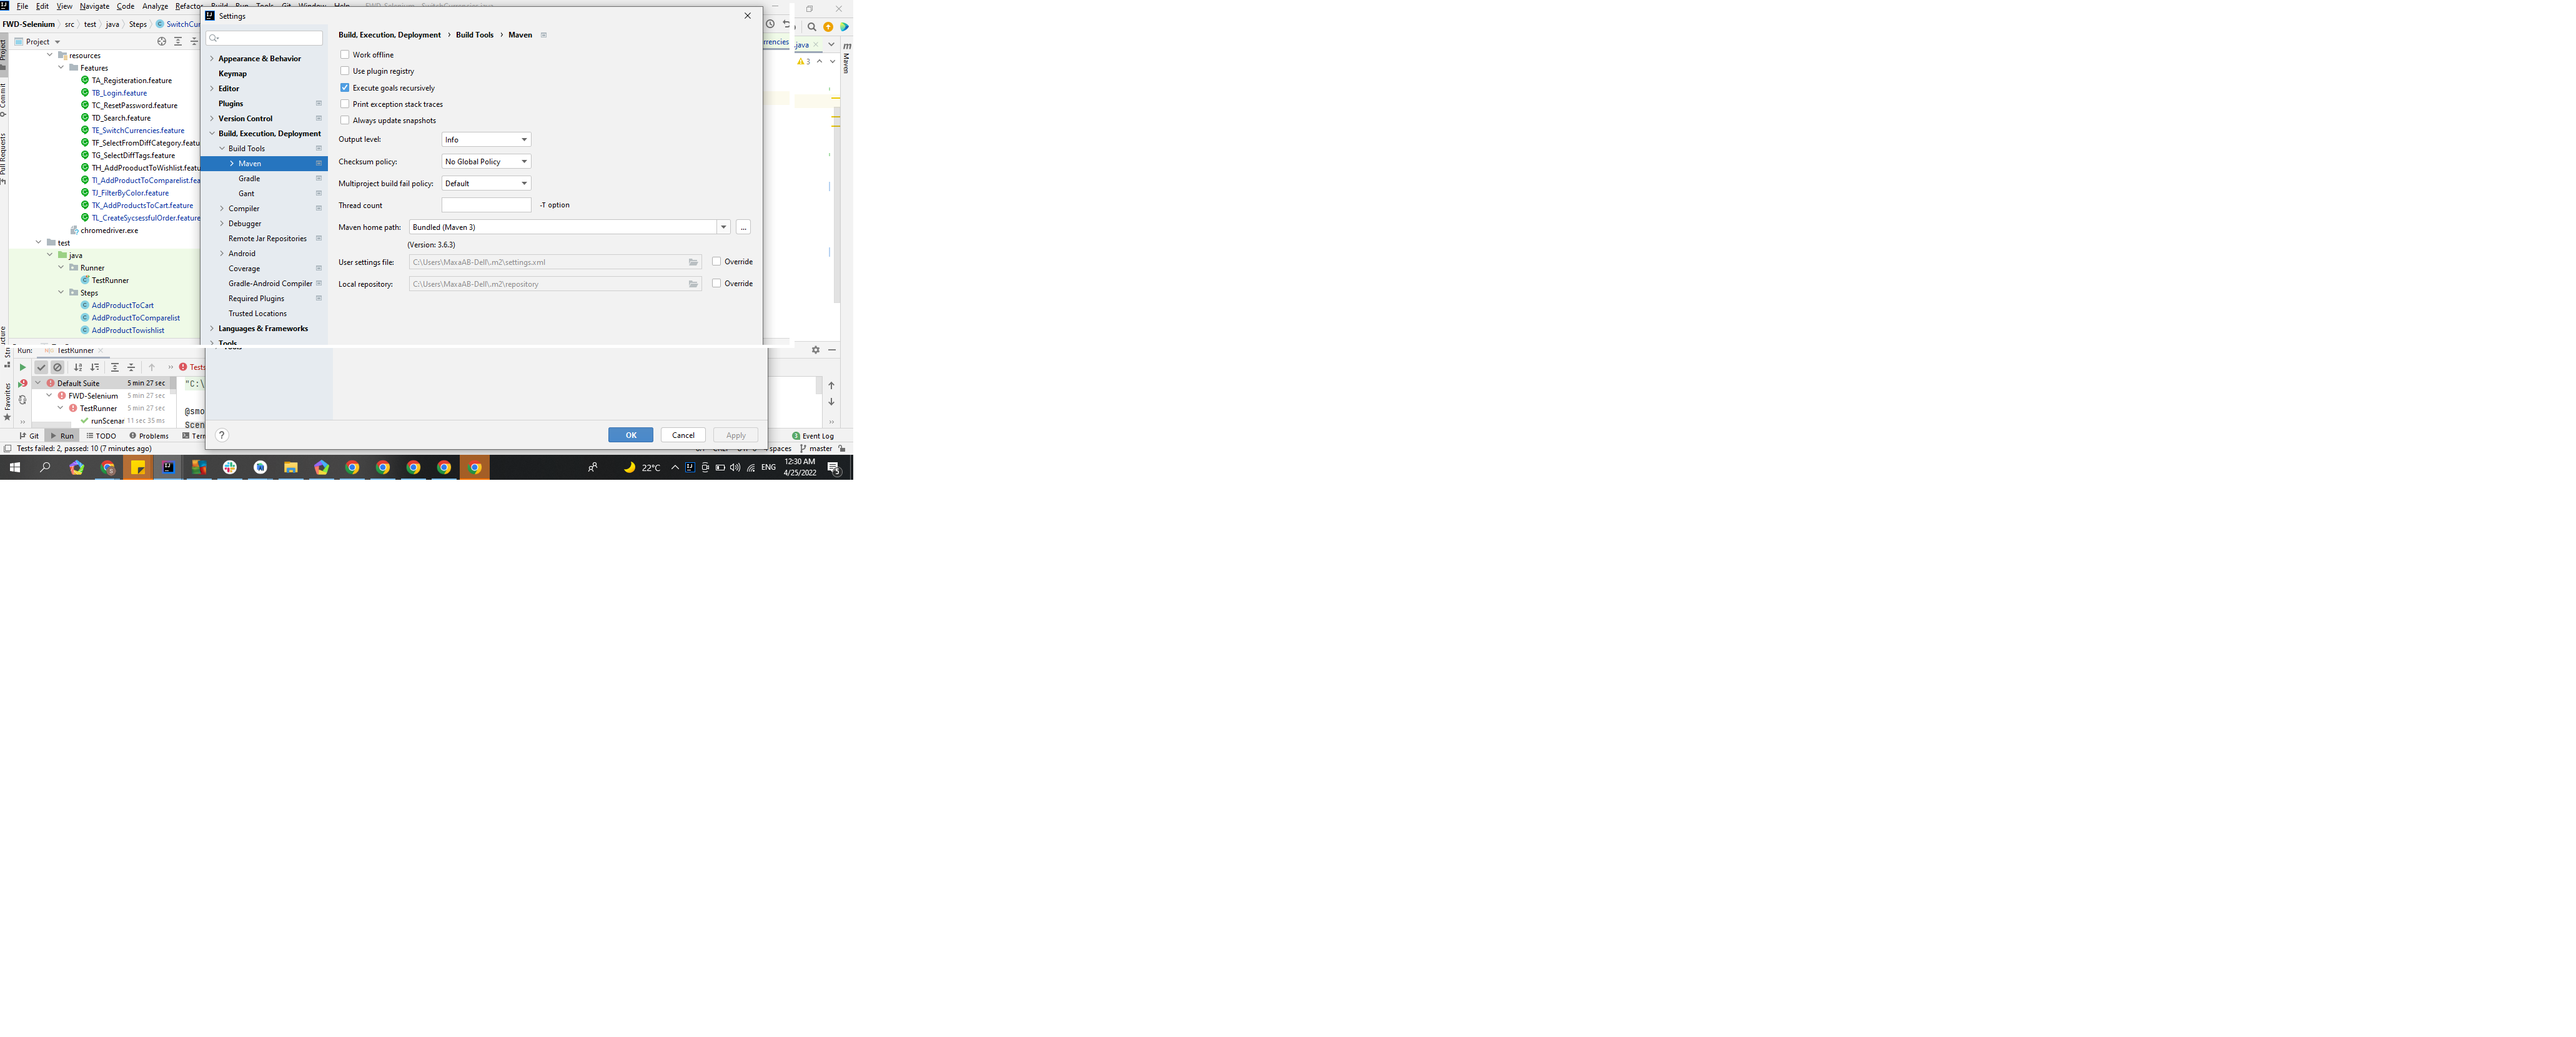 File Edit View Navigate Code Analyze Refactor Build Run Tools Git Window Help FWD-Selenium
FWD-Selenium src test java Steps SwitchCur
Project
resources
Features
TA_Registeration.feature
TB_Login.feature
TC_ResetPassword.feature
TD_Search.feature
TE_SwitchCurrencies.feature
TF_SelectFromDiffCategory.featu
TG_SelectDiffTags.feature
TH_AddProoductToWishlist.featu
TI_AddProductToComparelist.fea
TJ_FilterByColor.feature
TK_AddProductsToCart.feature
TL_CreateSycsessfulOrder.feature
chromedriver.exe
test
java
Runner
TestRunner
Steps
AddProductToCart
AddProductToComparelist
AddProductTowishlist
Project
Commit
Pull Requests
Favorites
Settings
Appearance & Behavior
Keymap
Editor
Plugins
Version Control
Build, Execution, Deployment
Build Tools
Maven
Gradle
Gant
Compiler
Debugger
Remote Jar Repositories
Android
Coverage
Gradle-Android Compiler
Required Plugins
Trusted Locations
Languages & Frameworks
Tools
Build, Execution, Deployment › Build Tools › Maven
Work offline
Use plugin registry
Execute goals recursively
Print exception stack traces
Always update snapshots
Output level: Info
Checksum policy: No Global Policy
Multiproject build fail policy: Default
Thread count -T option
Maven home path: Bundled (Maven 3) ...
(Version: 3.6.3)
User settings file: C:\Users\MaxaAB-Dell\.m2\settings.xml Override
Local repository: C:\Users\MaxaAB-Dell\.m2\repository Override
rrencies .java
3
Maven
Run: TestRunner
Tests
Default Suite 5 min 27 sec
FWD-Selenium 5 min 27 sec
TestRunner 5 min 27 sec
runScenar 11 sec 35 ms
"C:\
@smo
Scen
? OK Cancel Apply
Git Run TODO Problems Term
3 Event Log
Tests failed: 2, passed: 10 (7 minutes ago)
spaces master
22°C ENG 12:30 AM
4/25/2022
5